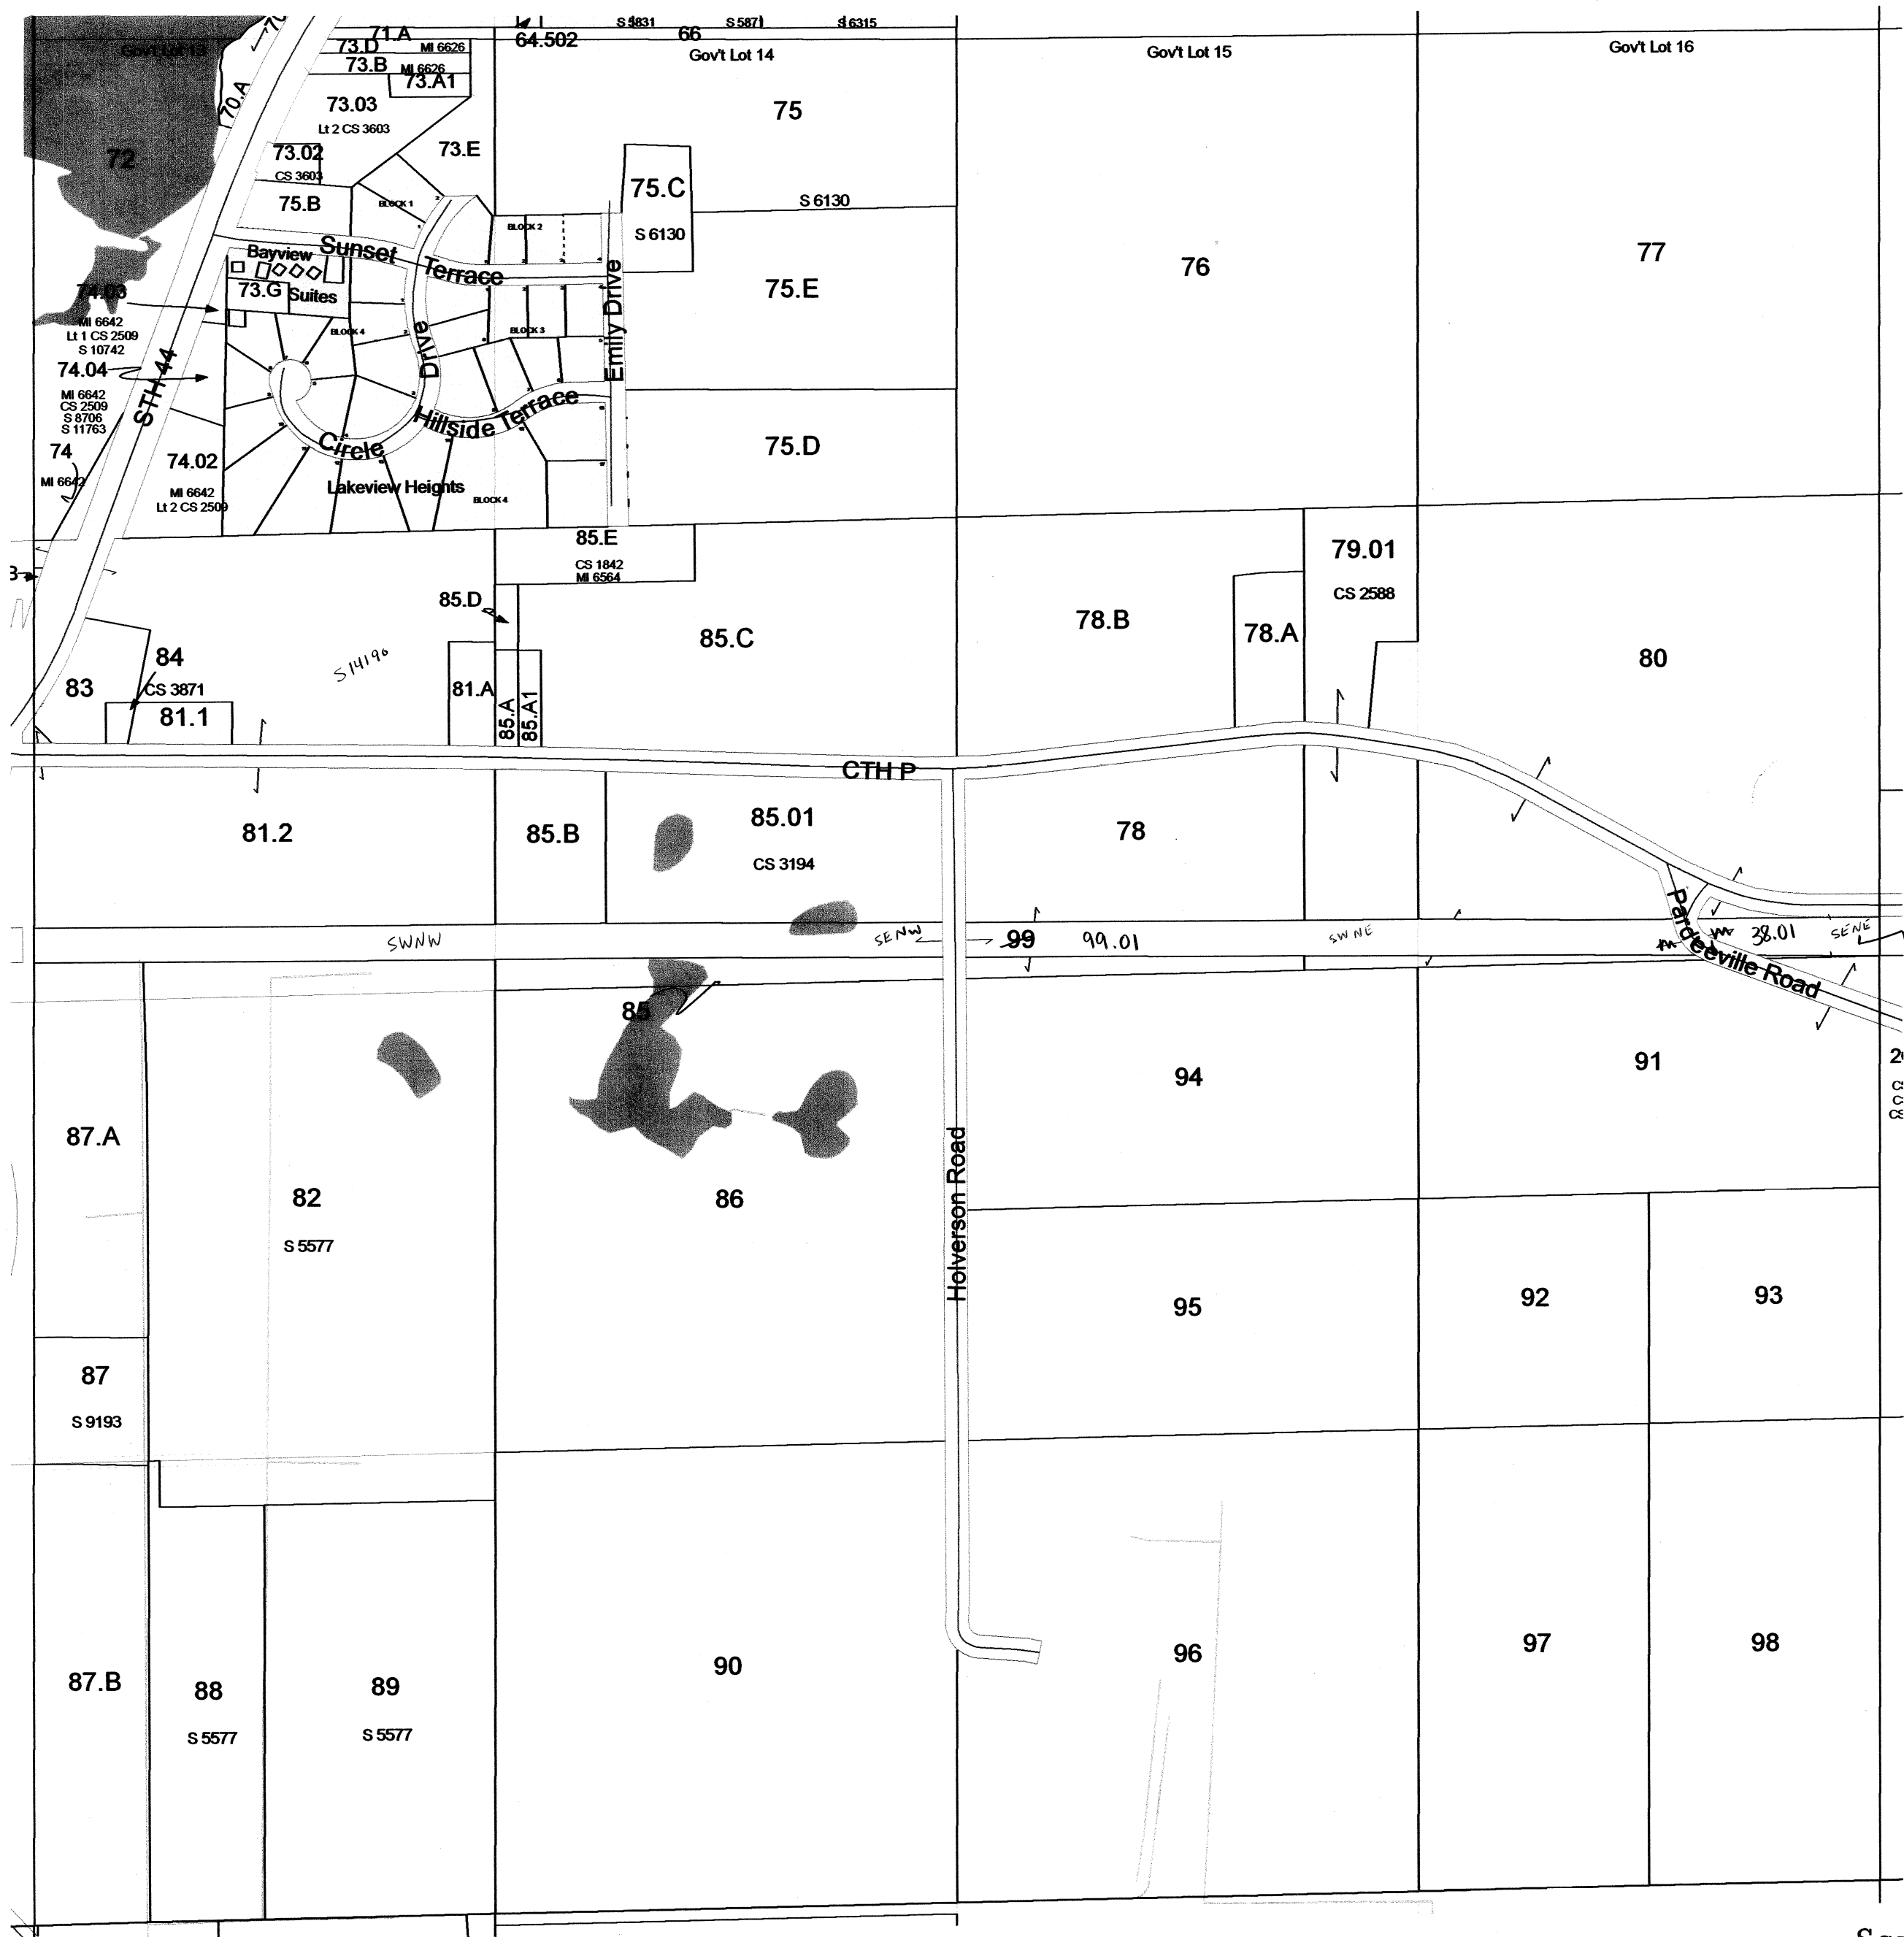 S 5831
S 5871
S 6315
71.A
64.502
66
Gov't Lot 13
73.D
MI 6626
Gov't Lot 14
Gov't Lot 15
Gov't Lot 16
73.B
MI 6626
73.A1
70.A
73.03
Lt 2 CS 3603
75
72
73.02
CS 3603
73.E
75.C
S 6130
75.B
BLOCK 1
S 6130
BLOCK 2
Bayview
Suites
Sunset Terrace
76
77
74.03
73.G
75.E
MI 6642
Lt 1 CS 2509
S 10742
BLOCK 4
BLOCK 3
Emily Drive
74.04
MI 6642
CS 2509
S 8706
S 11763
STH 44
Circle Drive
Hillside Terrace
74
MI 6642
74.02
MI 6642
Lt 2 CS 2509
75.D
Lakeview Heights
BLOCK 4
85.E
CS 1842
MI 6564
79.01
CS 2588
85.D
85.C
78.B
78.A
80
84
CS 3871
S14190
83
81.1
81.A
85.A
85.A1
CTH P
81.2
85.B
85.01
CS 3194
78
Pardeeville Road
SWNW
SENW
99
99.01
SWNE
38.01
SENE
85
94
91
87.A
82
S 5577
86
Holverson Road
95
92
93
87
S 9193
87.B
88
S 5577
89
S 5577
90
96
97
98